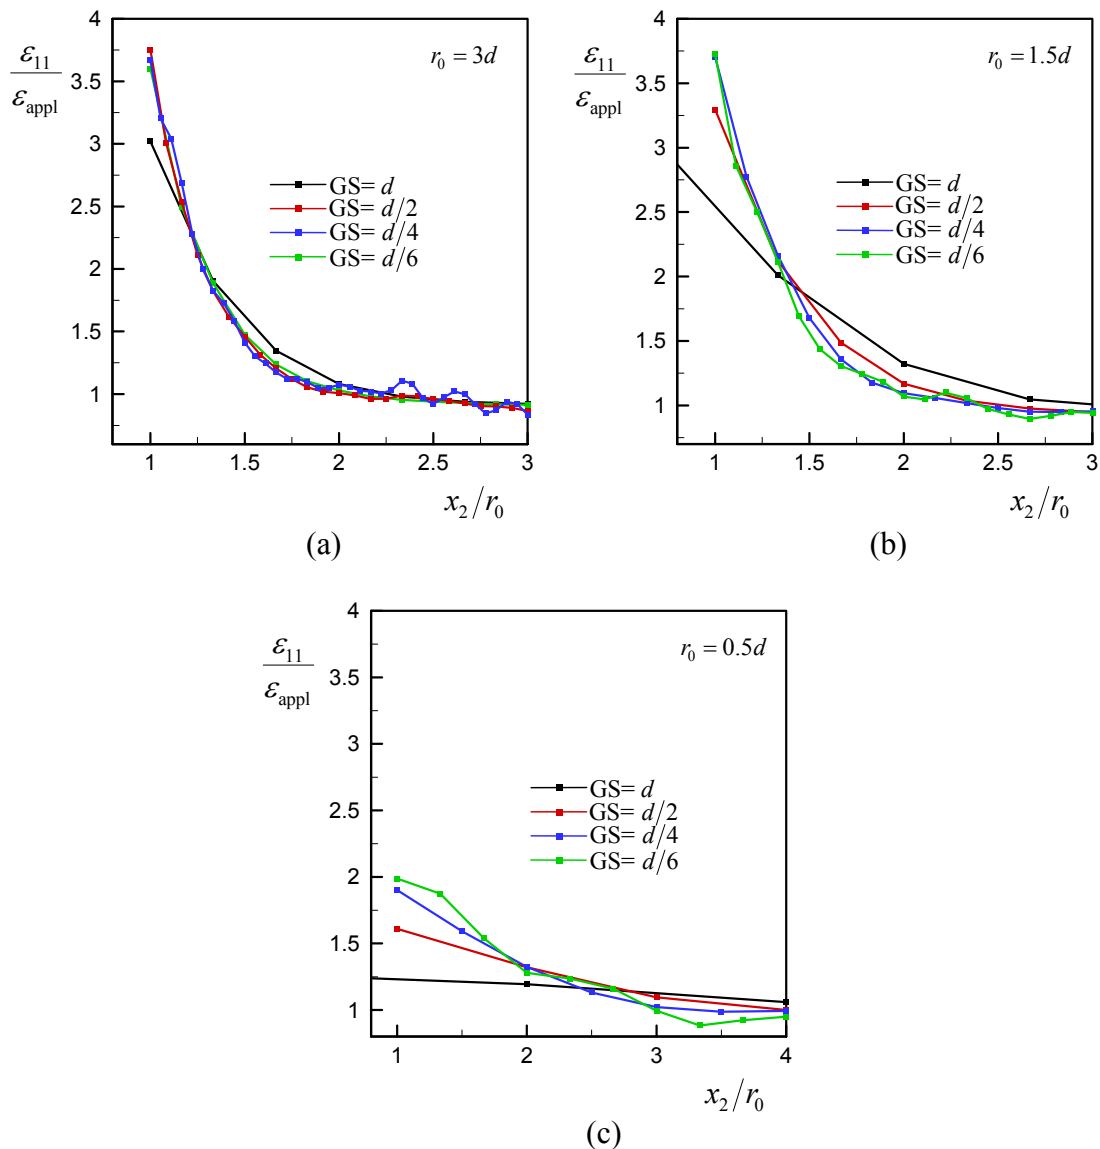 4
3.5
3
2.5
2
1.5
1
ε₁₁
ε_appl
r₀ = 3d
GS= d
GS= d/2
GS= d/4
GS= d/6
1 1.5 2 2.5 3
x₂/r₀
(a)
4
3.5
3
2.5
2
1.5
1
ε₁₁
ε_appl
r₀ = 1.5d
GS= d
GS= d/2
GS= d/4
GS= d/6
1 1.5 2 2.5 3
x₂/r₀
(b)
4
3.5
3
2.5
2
1.5
1
ε₁₁
ε_appl
r₀ = 0.5d
GS= d
GS= d/2
GS= d/4
GS= d/6
1 2 3 4
x₂/r₀
(c)